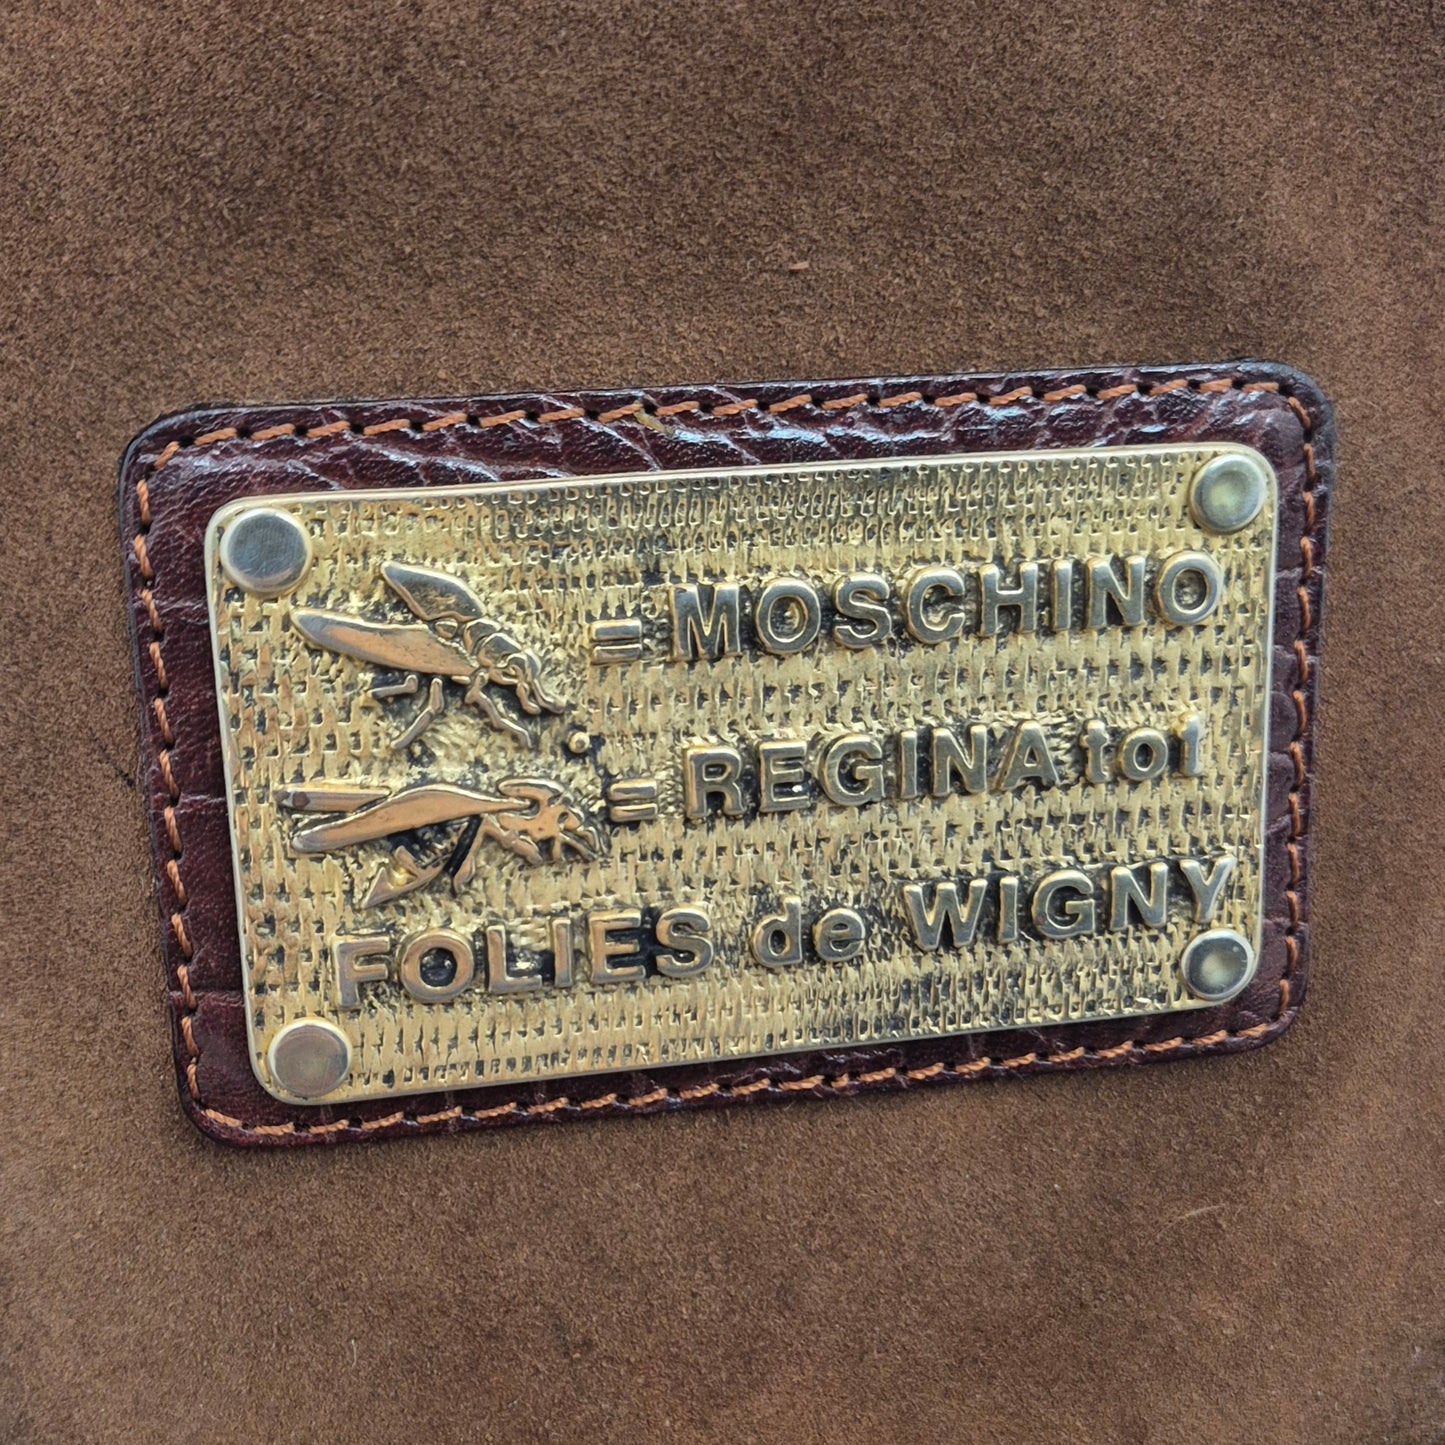 = MOSCHINO
= REGINA tot
FOLIES de WIGNY